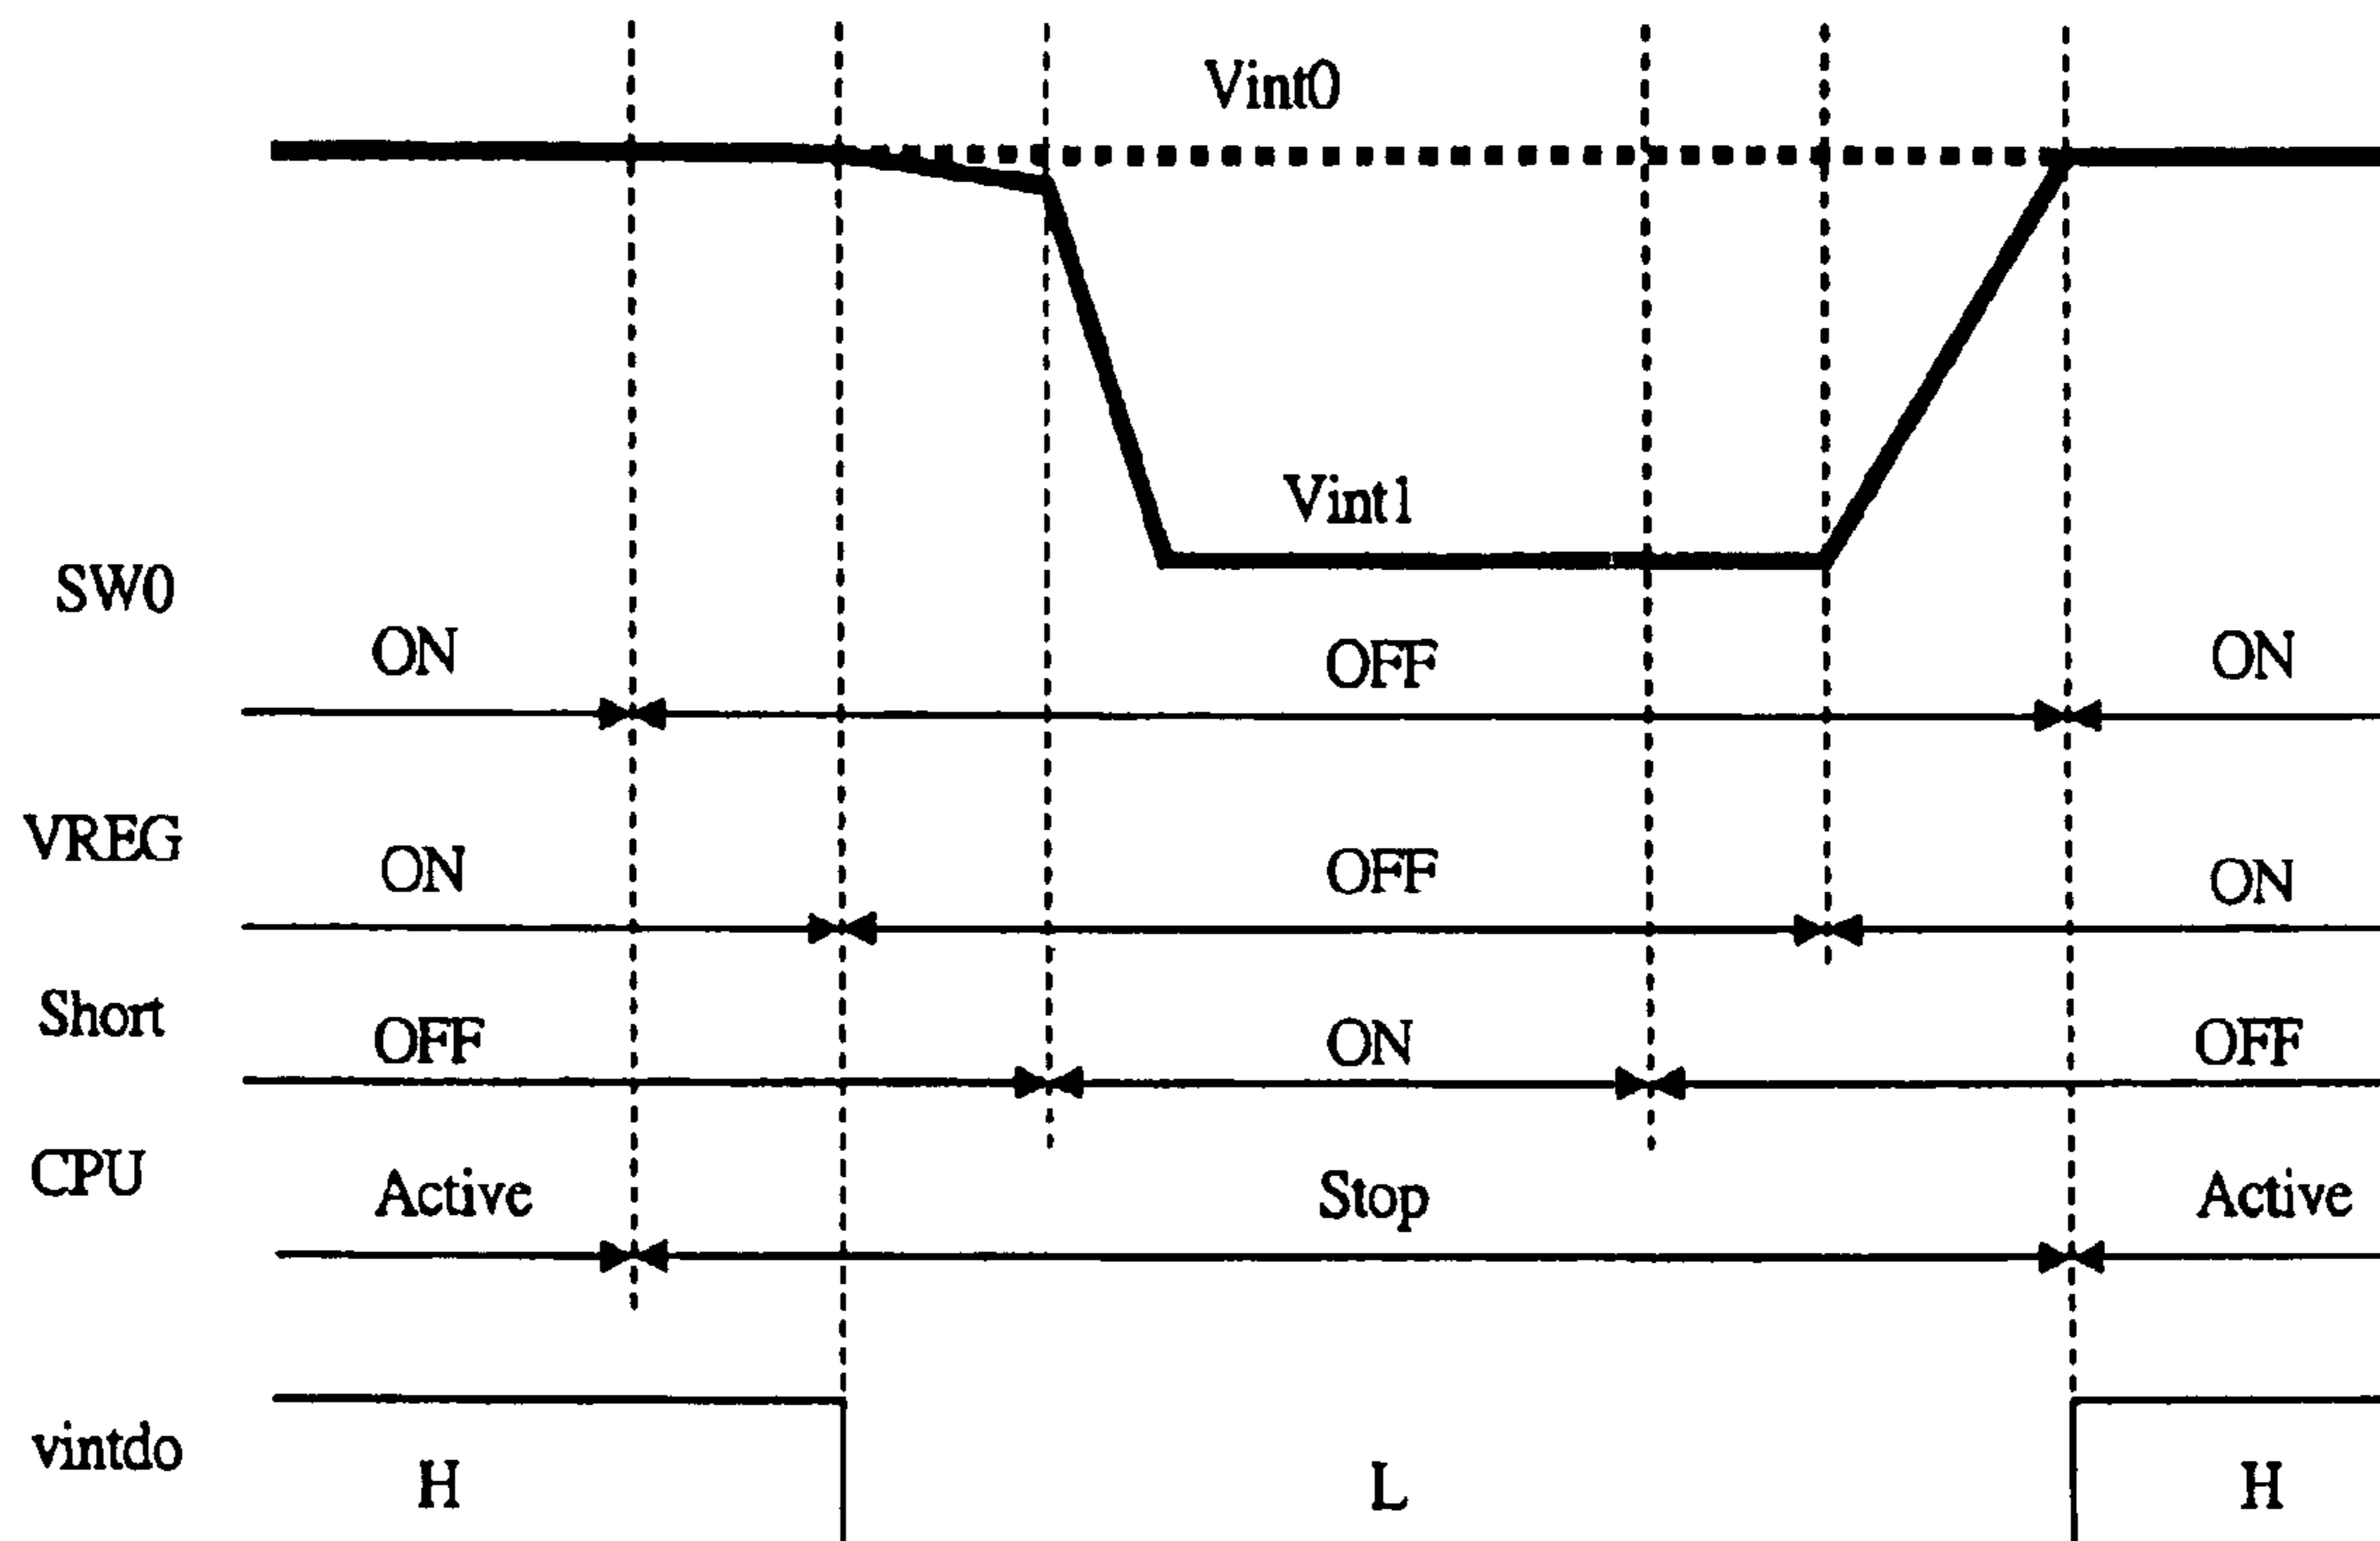 Vint0
Vint1
SW0
ON OFF ON
VREG
ON OFF ON
Short
OFF ON OFF
CPU
Active Stop Active
vintdo
H L H